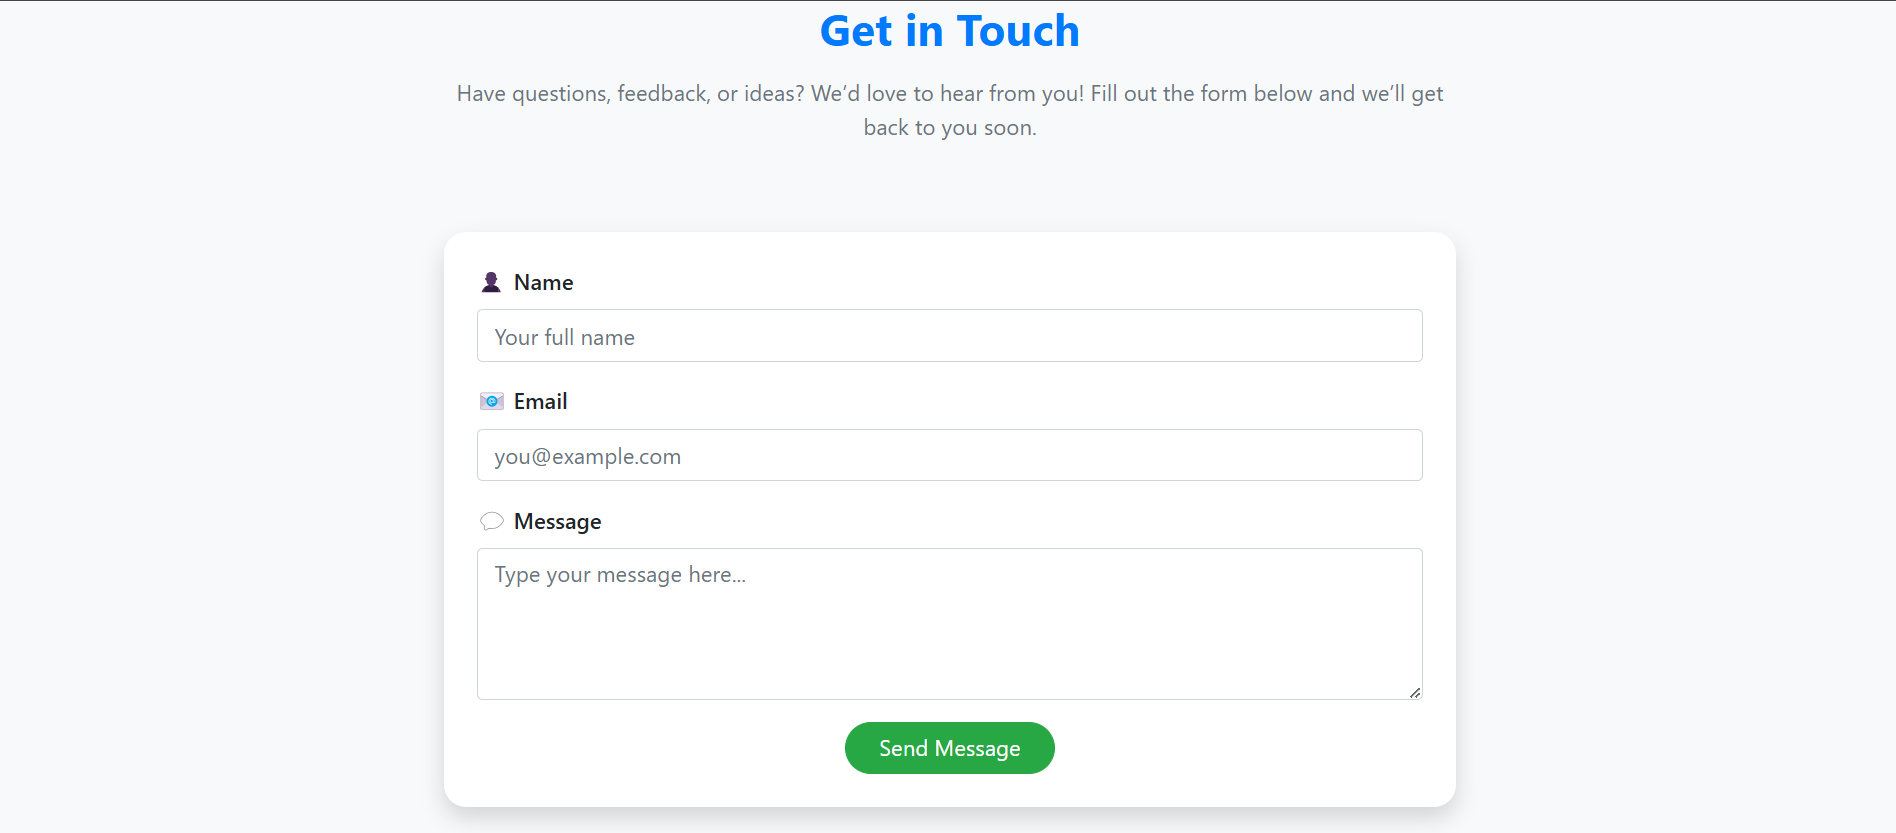 Get in Touch
Have questions, feedback, or ideas? We’d love to hear from you! Fill out the form below and we’ll get
back to you soon.
Name
Your full name
Email
you@example.com
Message
Type your message here...
Send Message